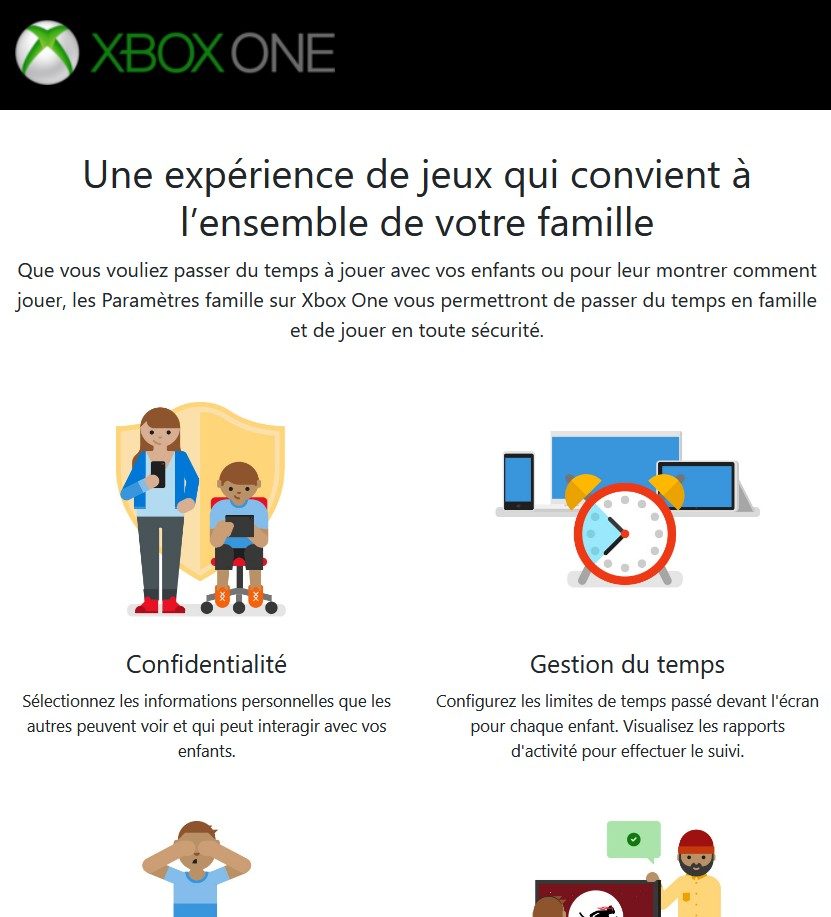 XBOX ONE
Une expérience de jeux qui convient à
l’ensemble de votre famille
Que vous vouliez passer du temps à jouer avec vos enfants ou pour leur montrer comment
jouer, les Paramètres famille sur Xbox One vous permettront de passer du temps en famille
et de jouer en toute sécurité.
Confidentialité
Sélectionnez les informations personnelles que les
autres peuvent voir et qui peut interagir avec vos
enfants.
Gestion du temps
Configurez les limites de temps passé devant l'écran
pour chaque enfant. Visualisez les rapports
d'activité pour effectuer le suivi.